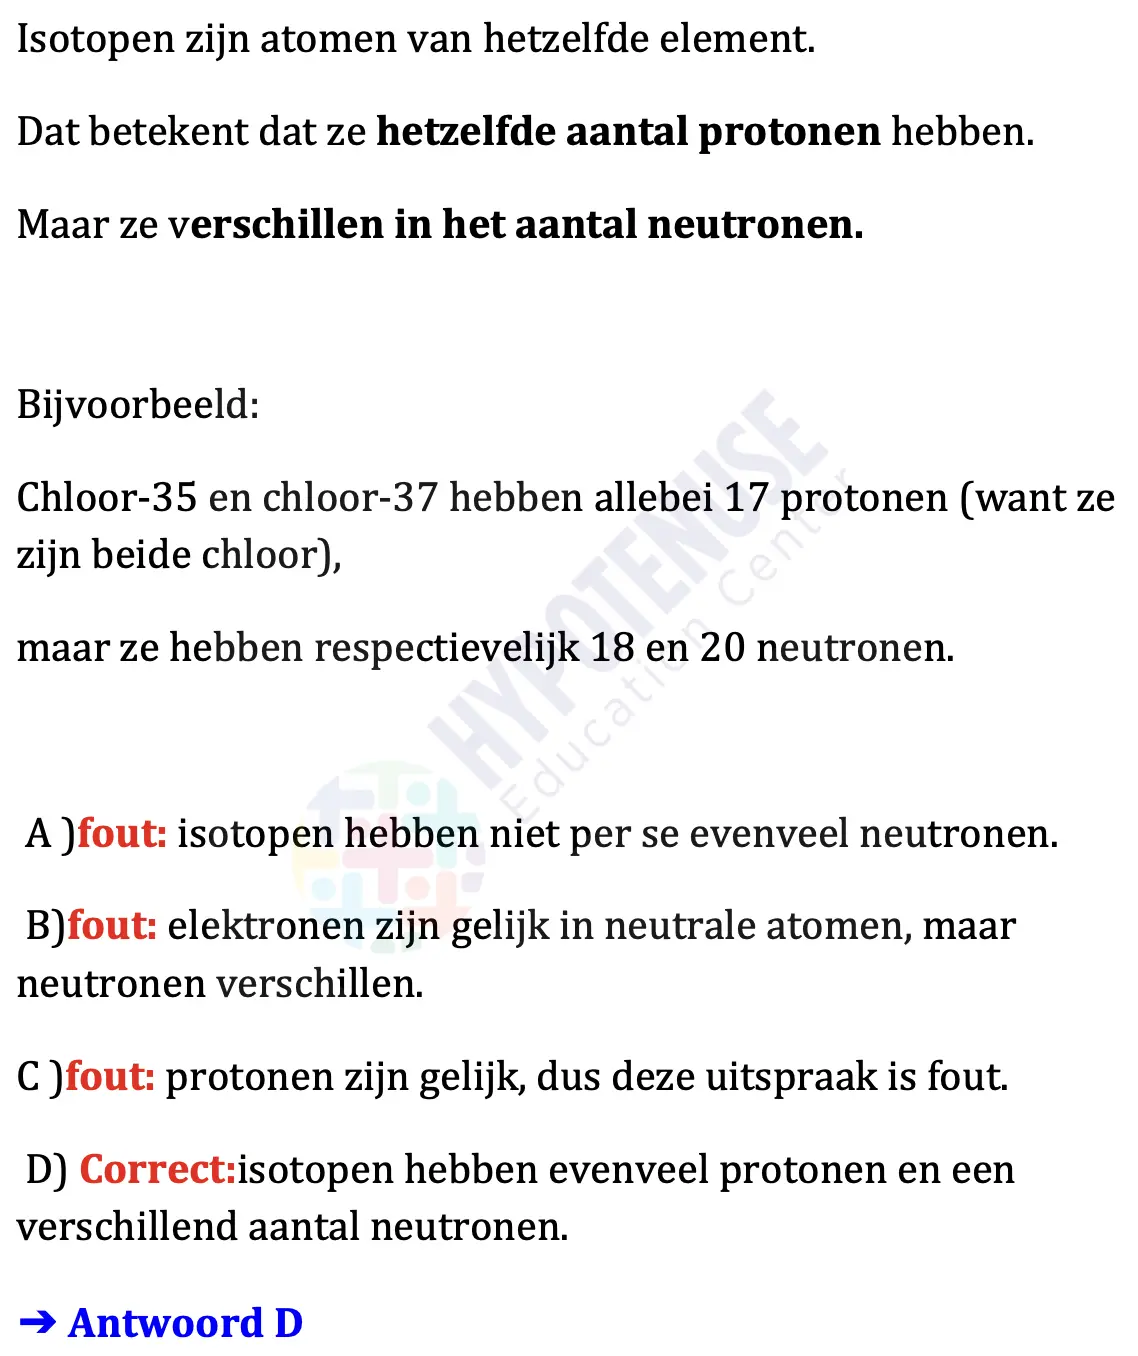 Isotopen zijn atomen van hetzelfde element.
Dat betekent dat ze hetzelfde aantal protonen hebben.
Maar ze verschillen in het aantal neutronen.
Bijvoorbeeld:
Chloor-35 en chloor-37 hebben allebei 17 protonen (want ze
zijn beide chloor),
maar ze hebben respectievelijk 18 en 20 neutronen.
HYPOTENUSE
Education Center
A )fout: isotopen hebben niet per se evenveel neutronen.
B)fout: elektronen zijn gelijk in neutrale atomen, maar
neutronen verschillen.
C )fout: protonen zijn gelijk, dus deze uitspraak is fout.
D) Correct:isotopen hebben evenveel protonen en een
verschillend aantal neutronen.
➔ Antwoord D